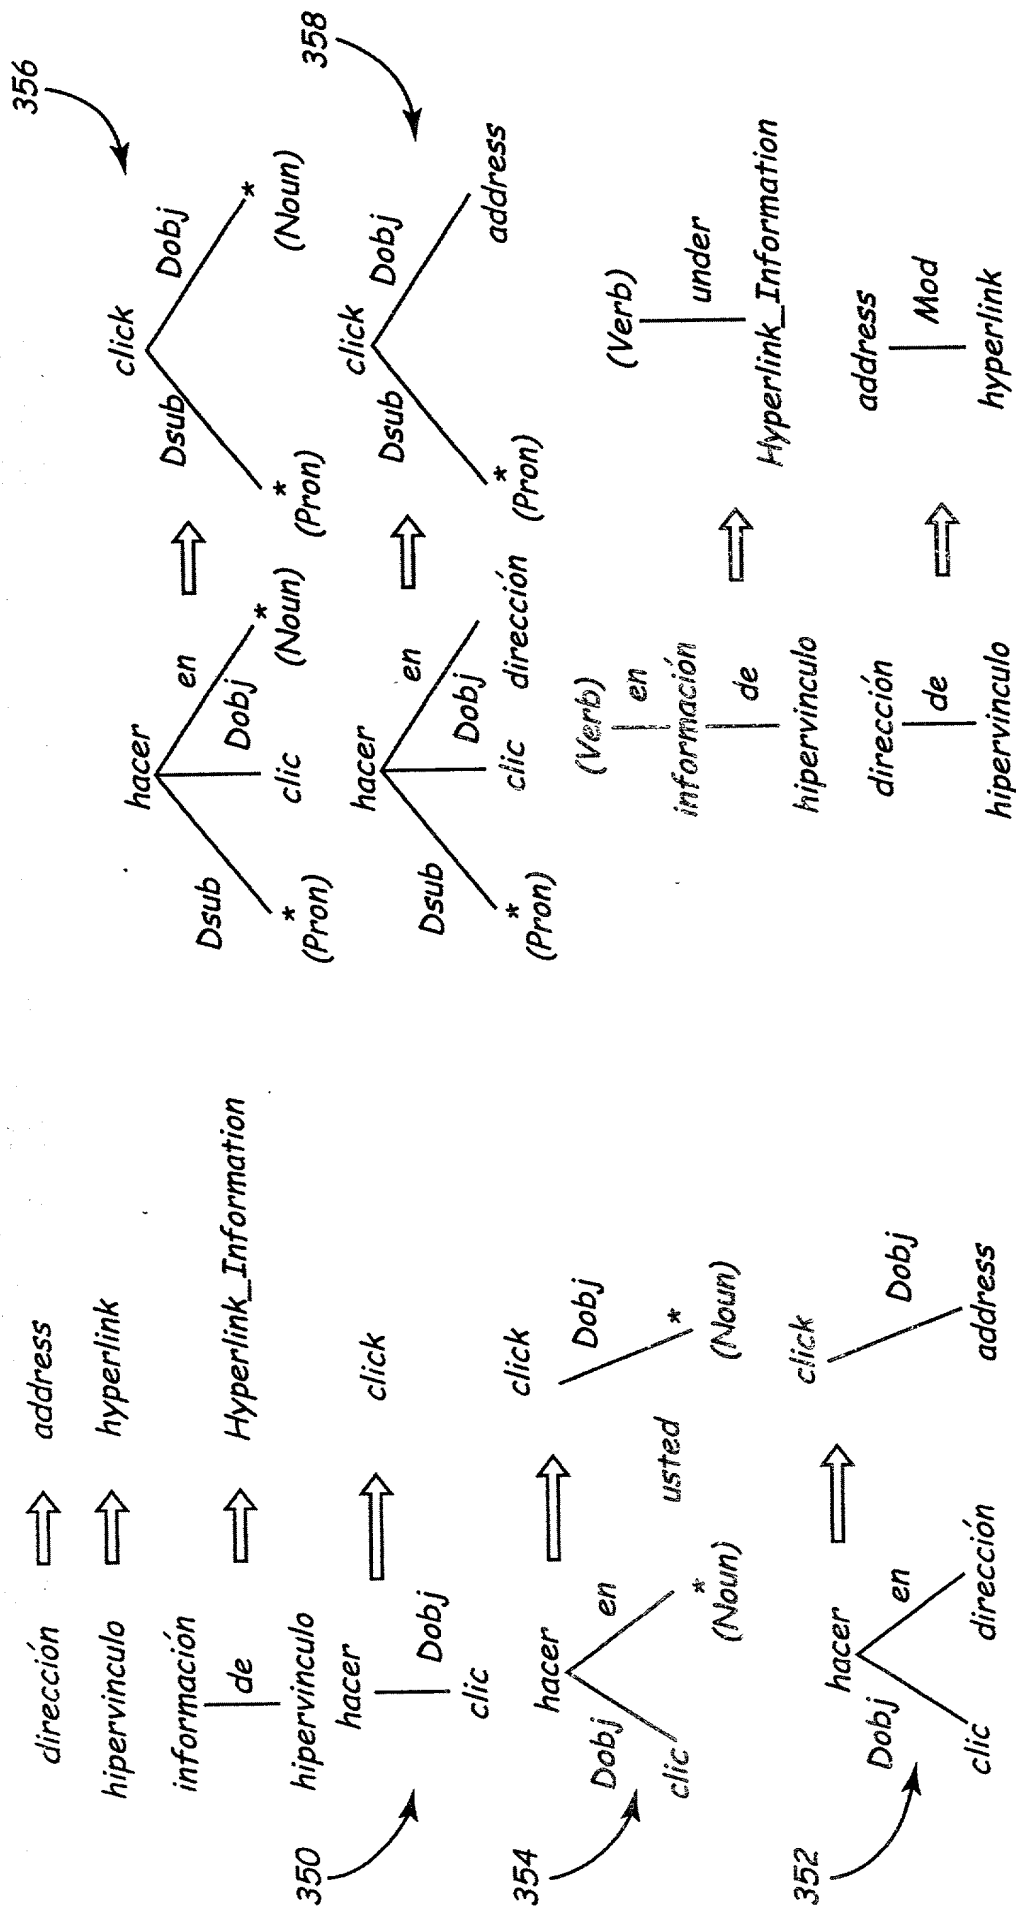 dirección address
hipervinculo hyperlink
información
de Hyperlink_Information
hipervinculo
350
hacer click
Dobj
clic
354
hacer click
Dobj en Dobj
clic * (Noun) usted * (Noun)
352
hacer click
Dobj en Dobj
clic dirección address
356
hacer click
Dsub Dobj en Dsub Dobj
* (Pron) clic * (Noun) * (Pron) * (Noun)
358
hacer click
Dsub Dobj en Dsub Dobj
* (Pron) clic dirección * (Pron) address
(Verb) (Verb)
en under
información Hyperlink_Information
de
hipervinculo
dirección address
de Mod
hipervinculo hyperlink